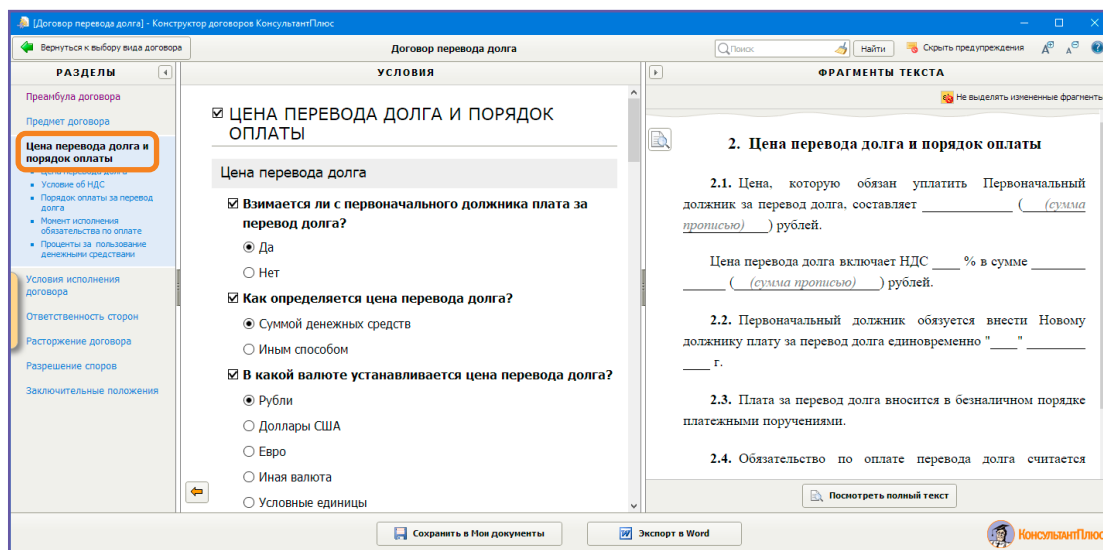 [Договор перевода долга] - Конструктор договоров КонсультантПлюс
Вернуться к выбору вида договора
Договор перевода долга
Поиск
Найти
Скрыть предупреждения
РАЗДЕЛЫ
Преамбула договора
Предмет договора
Цена перевода долга и
порядок оплаты
Цена перевода долга
Условие об НДС
Порядок оплаты за перевод
долга
Момент исполнения
обязательства по оплате
Проценты за пользование
денежными средствами
Условия исполнения
договора
Ответственность сторон
Расторжение договора
Разрешение споров
Заключительные положения
УСЛОВИЯ
ЦЕНА ПЕРЕВОДА ДОЛГА И ПОРЯДОК
ОПЛАТЫ
Цена перевода долга
Взимается ли с первоначального должника плата за
перевод долга?
Да
Нет
Как определяется цена перевода долга?
Суммой денежных средств
Иным способом
В какой валюте устанавливается цена перевода долга?
Рубли
Доллары США
Евро
Иная валюта
Условные единицы
ФРАГМЕНТЫ ТЕКСТА
Не выделять измененные фрагменты
2. Цена перевода долга и порядок оплаты
2.1. Цена, которую обязан уплатить Первоначальный
должник за перевод долга, составляет _____________ (___(сумма
прописью)___) рублей.
Цена перевода долга включает НДС ____ % в сумме ________
______ (__(сумма прописью)____) рублей.
2.2. Первоначальный должник обязуется внести Новому
должнику плату за перевод долга единовременно "____" _________
____ г.
2.3. Плата за перевод долга вносится в безналичном порядке
платежными поручениями.
2.4. Обязательство по оплате перевода долга считается
Посмотреть полный текст
Сохранить в Мои документы
Экспорт в Word
КонсультантПлюс